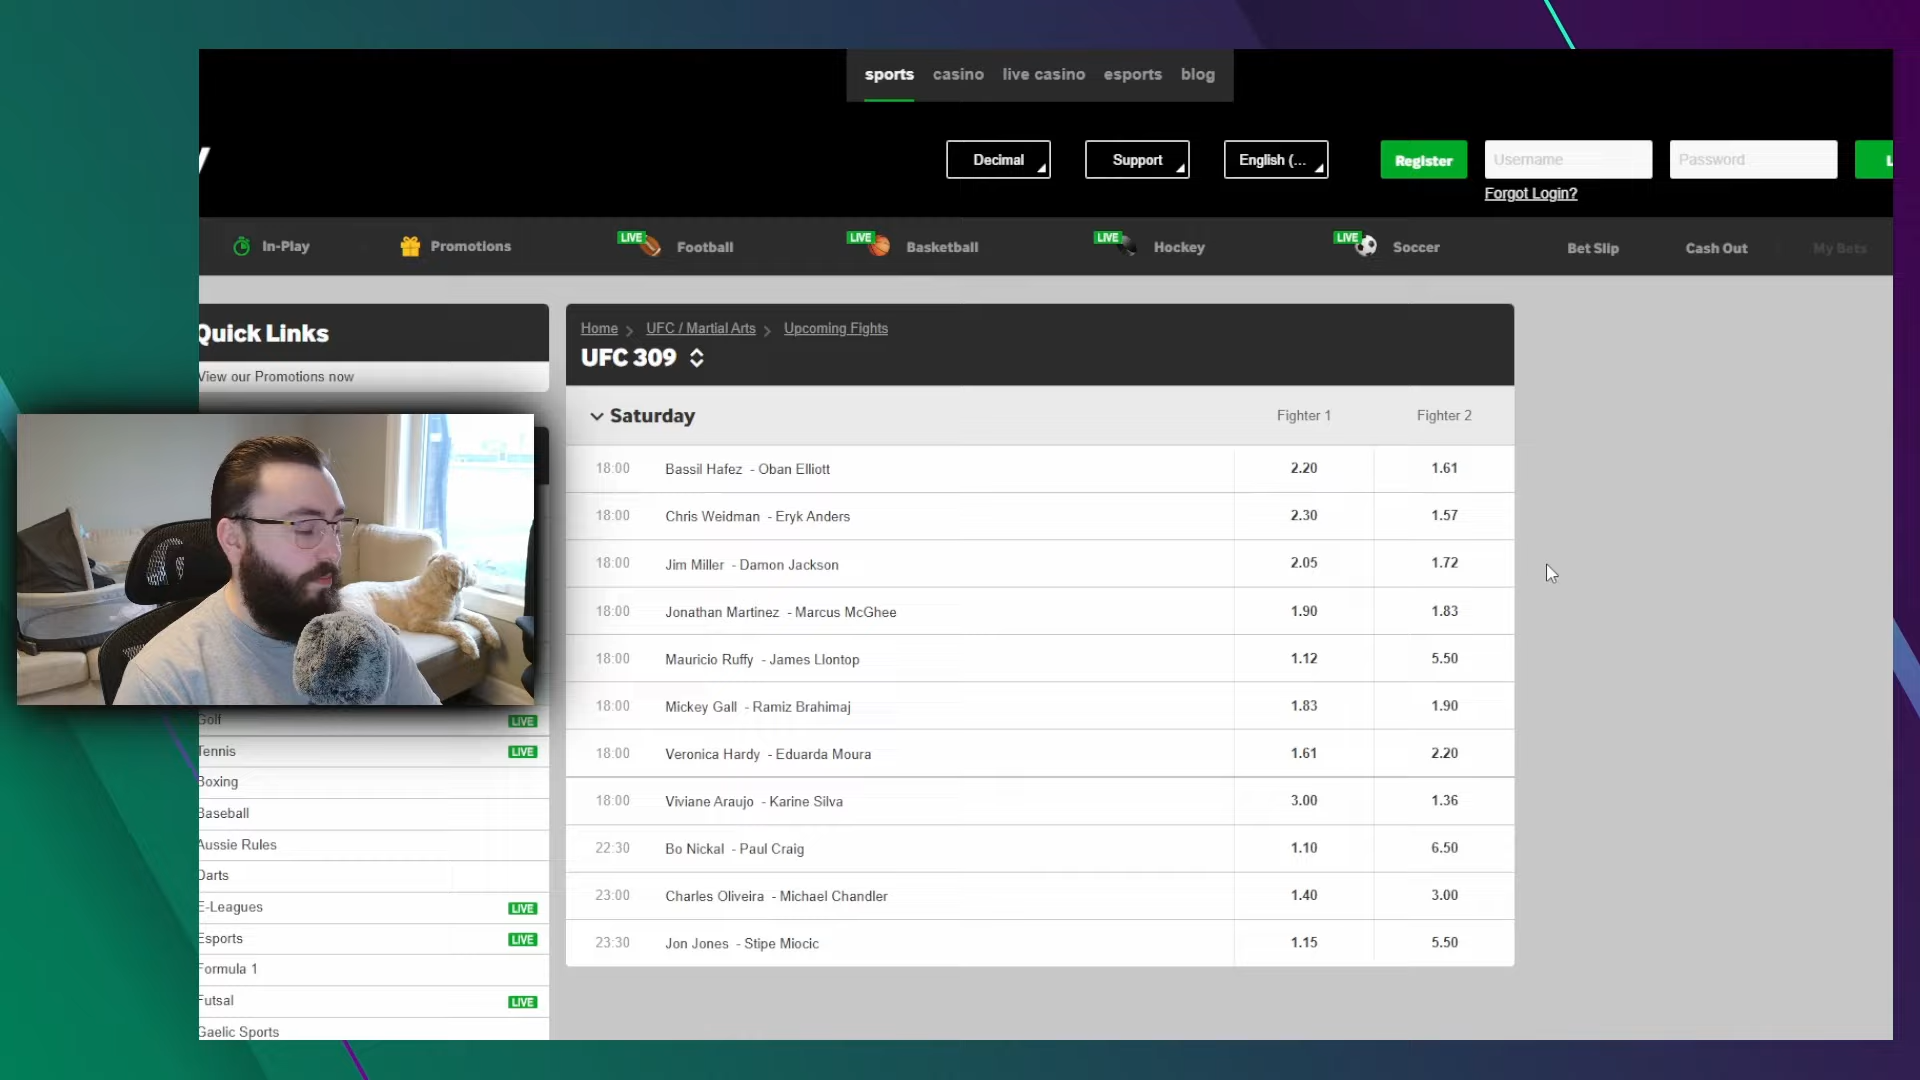 sports casino live casino esports blog
Decimal Support English (... Register Username Password
Forgot Login?
In-Play Promotions LIVE Football LIVE Basketball LIVE Hockey LIVE Soccer Bet Slip Cash Out My Bets
Quick Links
View our Promotions now
Golf LIVE
Tennis LIVE
Boxing
Baseball
Aussie Rules
Darts
E-Leagues LIVE
Esports LIVE
Formula 1
Futsal LIVE
Gaelic Sports
Home UFC / Martial Arts Upcoming Fights
UFC 309
Saturday Fighter 1 Fighter 2
18:00 Bassil Hafez - Oban Elliott 2.20 1.61
18:00 Chris Weidman - Eryk Anders 2.30 1.57
18:00 Jim Miller - Damon Jackson 2.05 1.72
18:00 Jonathan Martinez - Marcus McGhee 1.90 1.83
18:00 Mauricio Ruffy - James Llontop 1.12 5.50
18:00 Mickey Gall - Ramiz Brahimaj 1.83 1.90
18:00 Veronica Hardy - Eduarda Moura 1.61 2.20
18:00 Viviane Araujo - Karine Silva 3.00 1.36
22:30 Bo Nickal - Paul Craig 1.10 6.50
23:00 Charles Oliveira - Michael Chandler 1.40 3.00
23:30 Jon Jones - Stipe Miocic 1.15 5.50